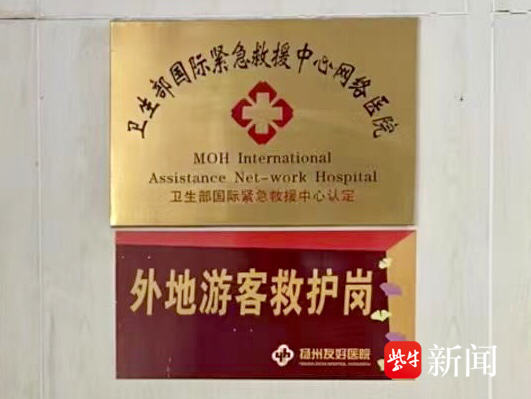 卫生部国际紧急救援中心网络医院
MOH International
Assistance Net-work Hospital
卫生部国际紧急救援中心认定
外地游客救护岗
扬州友好医院
紫牛新闻